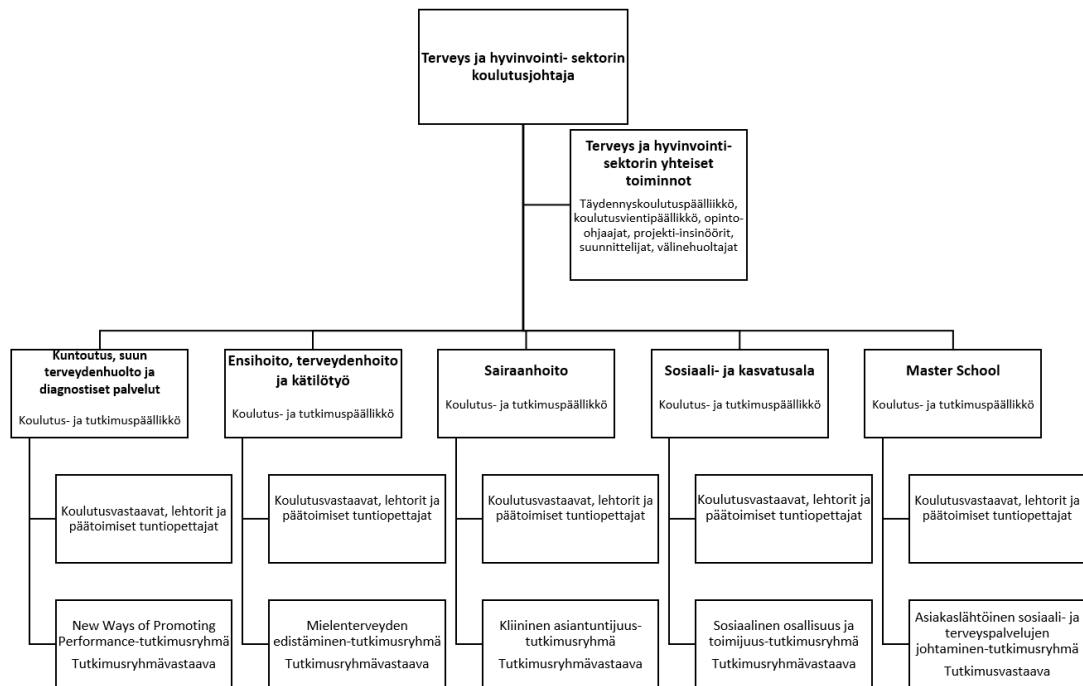 Terveys ja hyvinvointi- sektorin
koulutusjohtaja
Terveys ja hyvinvointi-
sektorin yhteiset
toiminnot
Täydennyskoulutuspäälliikkö,
koulutusvientipäällikkö, opinto-
ohjaajat, projekti-insinöörit,
suunnittelijat, välinehuoltajat
Kuntoutus, suun
terveydenhuolto ja
diagnostiset palvelut
Koulutus- ja tutkimuspäällikkö
Ensihoito, terveydenhoito
ja kätilötyö
Koulutus- ja tutkimuspäällikkö
Sairaanhoito
Koulutus- ja tutkimuspäällikkö
Sosiaali- ja kasvatusala
Koulutus- ja tutkimuspäällikkö
Master School
Koulutus- ja tutkimuspäällikkö
Koulutusvastaavat, lehtorit ja
päätoimiset tuntiopettajat
Koulutusvastaavat, lehtorit ja
päätoimiset tuntiopettajat
Koulutusvastaavat, lehtorit ja
päätoimiset tuntiopettajat
Koulutusvastaavat, lehtorit ja
päätoimiset tuntiopettajat
Koulutusvastaavat, lehtorit ja
päätoimiset tuntiopettajat
New Ways of Promoting
Performance-tutkimusryhmä
Tutkimusryhmävastaava
Mielenterveyden
edistäminen-tutkimusryhmä
Tutkimusryhmävastaava
Kliininen asiantuntijuus-
tutkimusryhmä
Tutkimusryhmävastaava
Sosiaalinen osallisuus ja
toimijuus-tutkimusryhmä
Tutkimusryhmävastaava
Asiakaslähtöinen sosiaali- ja
terveyspalvelujen
johtaminen-tutkimusryhmä
Tutkimusvastaava